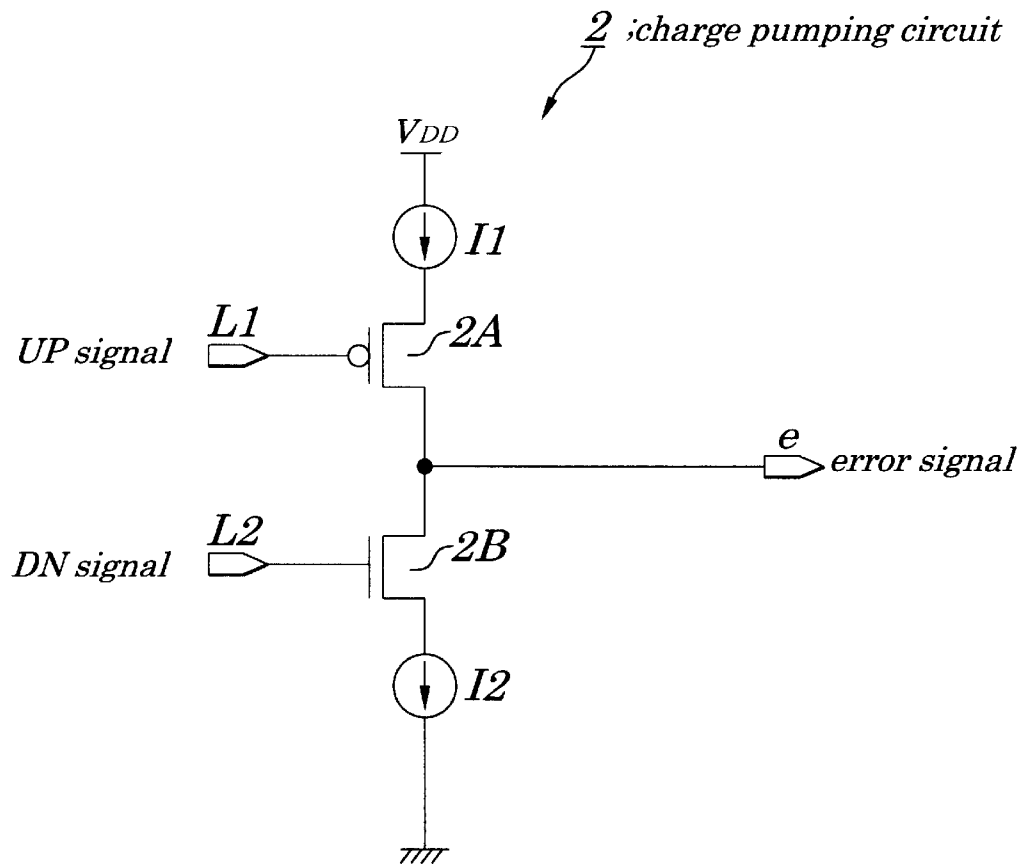 2 ;charge pumping circuit
VDD
I1
L1
2A
UP signal
e
error signal
L2
2B
DN signal
I2